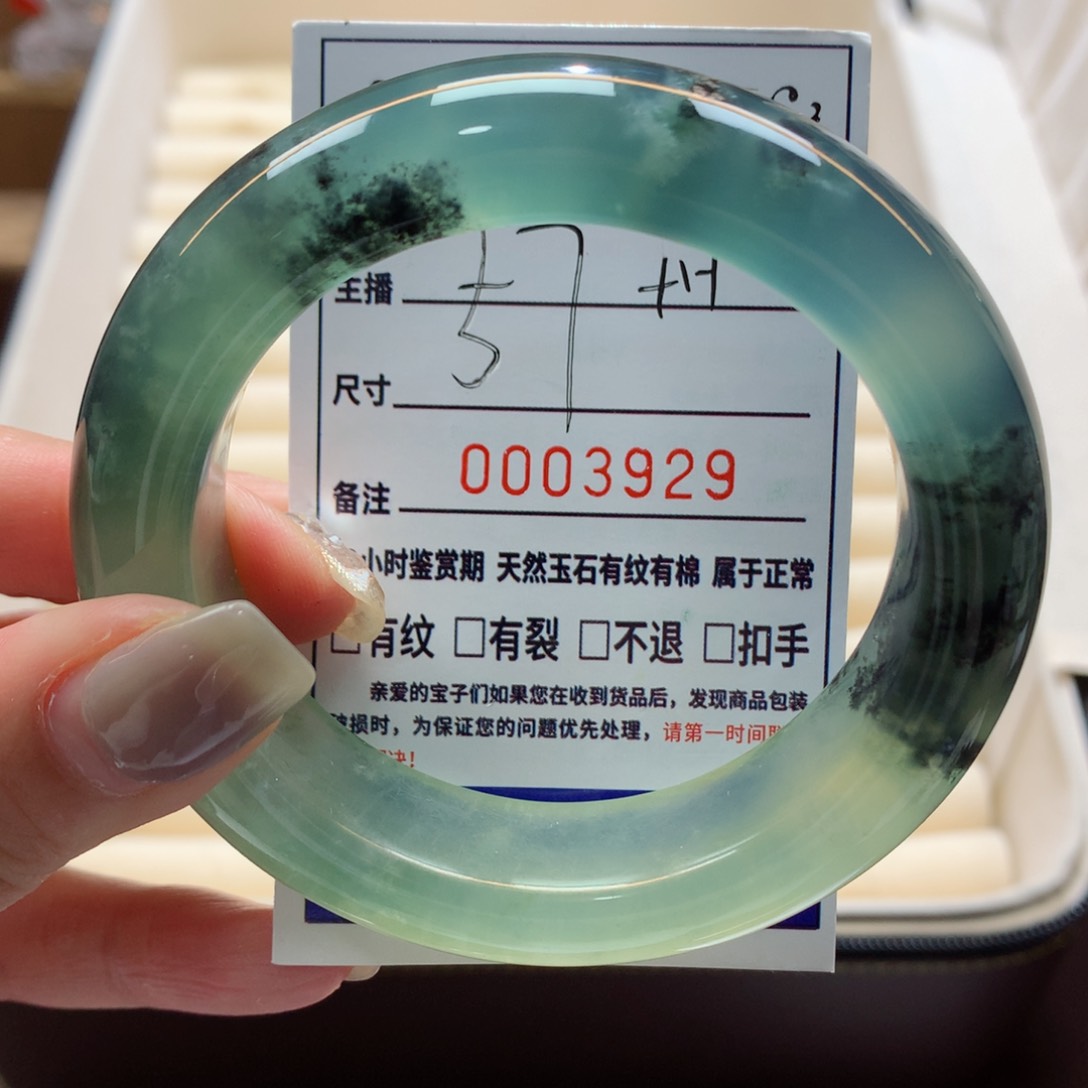 主播
57
尺寸
备注 0003929
小时鉴赏期 天然玉石有纹有棉 属于正常
□有纹 □有裂 □不退 □扣手
亲爱的宝子们如果您在收到货品后，发现商品包装
破损时，为保证您的问题优先处理，请第一时间联
决！